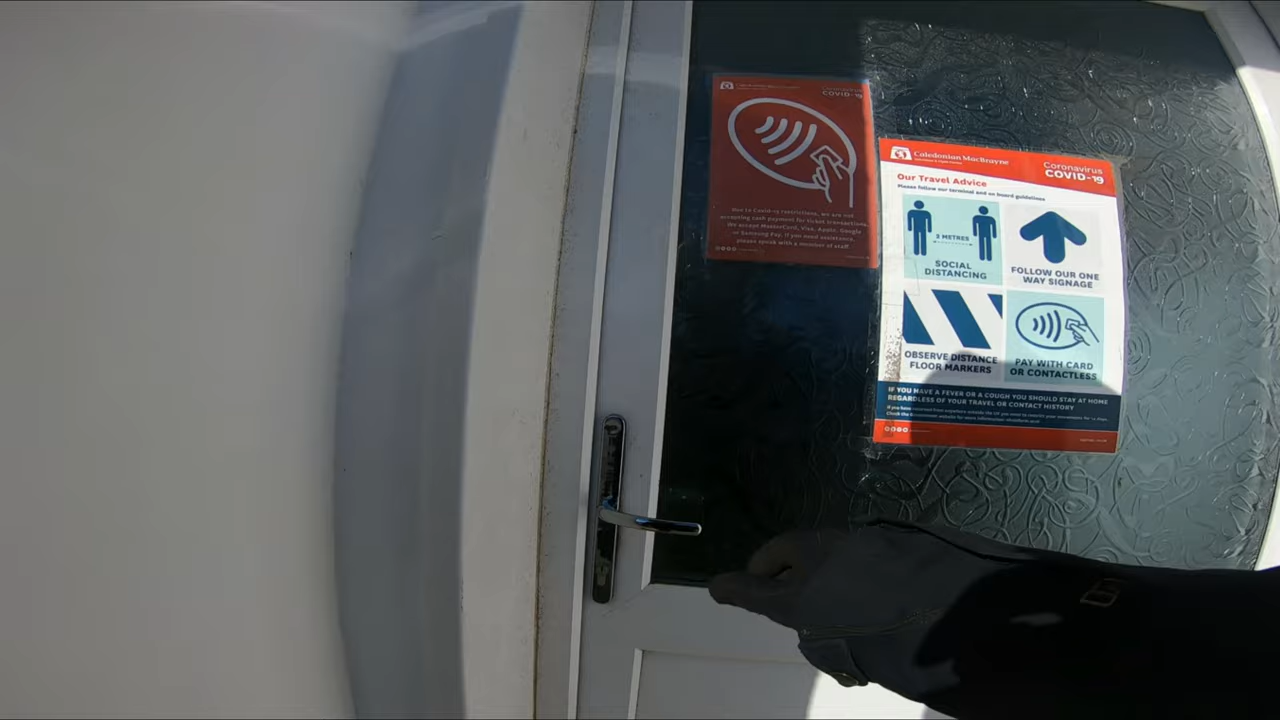 COVID-19
Due to Covid-19 restrictions, we are not
accepting cash payment for ticket transactions.
We accept MasterCard, Visa, Apple, Google
or Samsung Pay. If you need assistance,
please speak with a member of staff.
Caledonian MacBrayne
Coronavirus
COVID-19
Our Travel Advice
Please follow our terminal and on board guidelines
2 METRES
SOCIAL
DISTANCING
FOLLOW OUR ONE
WAY SIGNAGE
OBSERVE DISTANCE
FLOOR MARKERS
PAY WITH CARD
OR CONTACTLESS
IF YOU HAVE A FEVER OR A COUGH YOU SHOULD STAY AT HOME
REGARDLESS OF YOUR TRAVEL OR CONTACT HISTORY